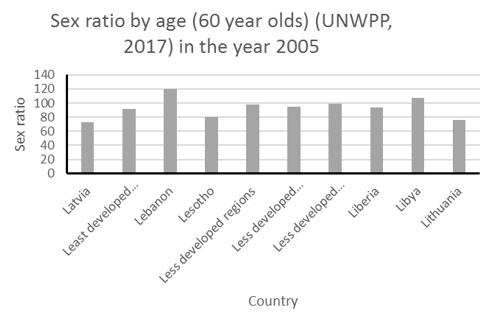 Sex ratio by age (60 year olds) (UNWPP,
2017) in the year 2005
Sex ratio
140
120
100
80
60
40
20
0
Latvia
Least developed...
Lebanon
Lesotho
Less developed regions
Less developed...
Less developed...
Liberia
Libya
Lithuania
Country